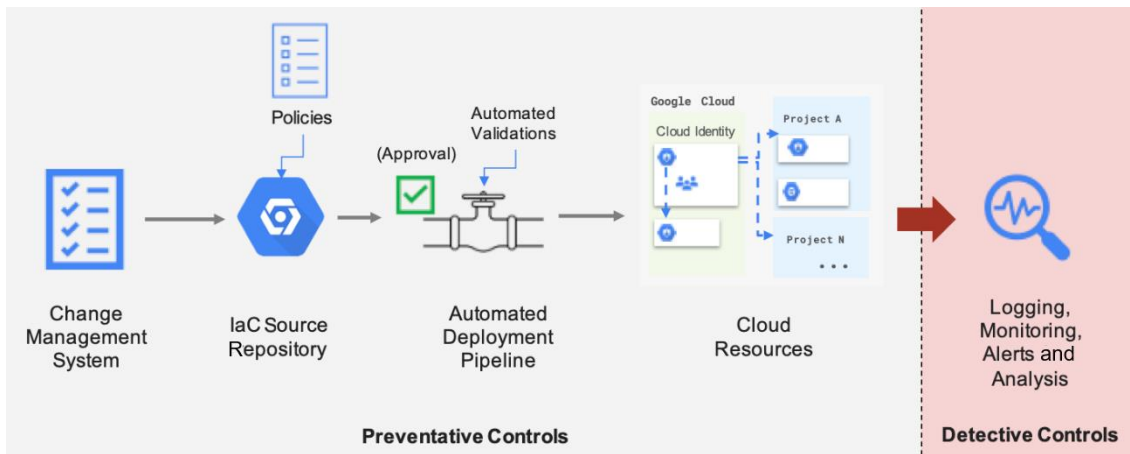 Policies
Automated
Validations
(Approval)
Google Cloud
Cloud Identity
Project A
Project N
...
Change
Management
System
IaC Source
Repository
Automated
Deployment
Pipeline
Cloud
Resources
Logging,
Monitoring,
Alerts and
Analysis
Preventative Controls
Detective Controls